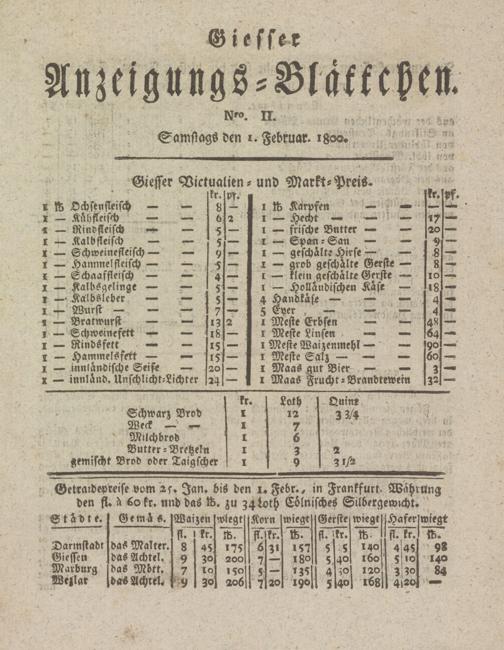 Giesser
Anzeigungs-Blättchen.
Nro. II.
Samstags den 1. Februar. 1800.
Giesser Victualien- und Markt-Preis.
kr. pf. kr. pf.
1 ℔ Ochsenfleisch — — 8 — 1 ℔ Karpfen — —
1 — Kühfleisch — — 6 2 1 — Hecht — — 17 —
1 — Rindfleisch — — 5 — 1 — frische Butter — — 20 —
1 — Kalbfleisch — — 5 — 1 — Span-San — — 9 —
1 — Schweinefleisch — 9 — 1 — geschälte Hirse — — 8 —
1 — Hammelfleisch — — 5 — 1 — grob geschälte Gerste — 8 —
1 — Schaaffleisch — — 4 — 1 — klein geschälte Gerste — 10 —
1 — Kalbsgelinge — — 5 — 1 — Holländischen Käse — 18 —
1 — Kalbsleber — — 5 — 4 Handkäse — — 4 —
1 — Wurst — — 7 — 5 Eyer — — 4 —
1 — Bratwurst — — 13 2 1 Meste Erbsen — — 48 —
1 — Schweinefett — — 18 — 1 Meste Linsen — — 64 —
1 — Rindsfett — — 15 — 1 Meste Waizenmehl — — 90 —
1 — Hammelsfett — — 15 — 1 Meste Salz — — 60 —
1 — innländische Seife — 20 — 1 Maas gut Bier — — 3 —
1 — innländ. Unschlicht-Lichter 24 — 1 Maas Frucht-Brandtewein 32 —
kr. Loth Quint
Schwarz Brod 1 12 3 3/4
Weck — — 1 7
Milchbrod 1 6
Butter-Bretzeln 1 3 2
gemischt Brod oder Taigscher 1 9 3 1/2
Getraidepreise vom 25. Jan. bis den 1. Febr., in Frankfurt. Währung
den fl. à 60 kr. und das ℔. zu 34 Loth Cölnisches Silbergewicht.
Städte. Gemäs. Waizen wiegt Korn wiegt Gerste wiegt Hafer wiegt
fl. kr. ℔. fl. kr. ℔. fl. kr. ℔. fl. kr. ℔.
Darmstadt das Malter. 8 45 175 6 31 157 5 5 140 4 45 98
Giessen das Achtel. 9 30 200 7 — 180 5 40 160 5 10 140
Marburg das Mött. 7 10 150 5 — 135 4 30 120 3 30 84
Wezlar das Achtel. 9 30 206 7 20 190 5 40 168 4 20 —